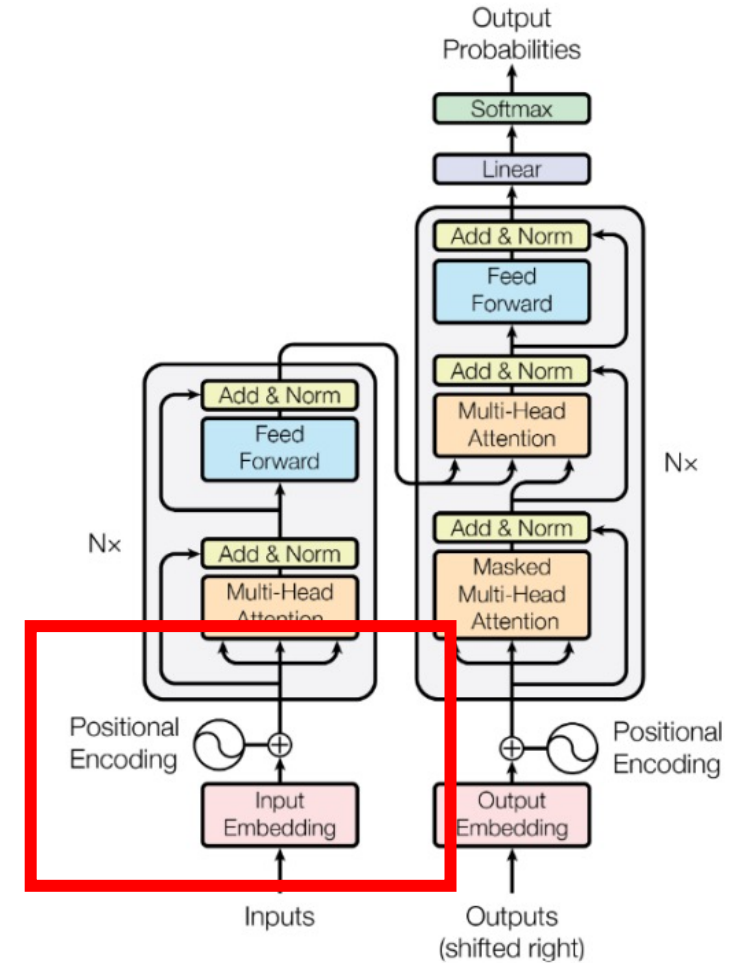 Output
Probabilities
Softmax
Linear
Add & Norm
Feed
Forward
Add & Norm
Multi-Head
Attention
Nx
Add & Norm
Masked
Multi-Head
Attention
Add & Norm
Feed
Forward
Nx
Add & Norm
Multi-Head
Attention
Positional
Encoding
Input
Embedding
Inputs
Positional
Encoding
Output
Embedding
Outputs
(shifted right)